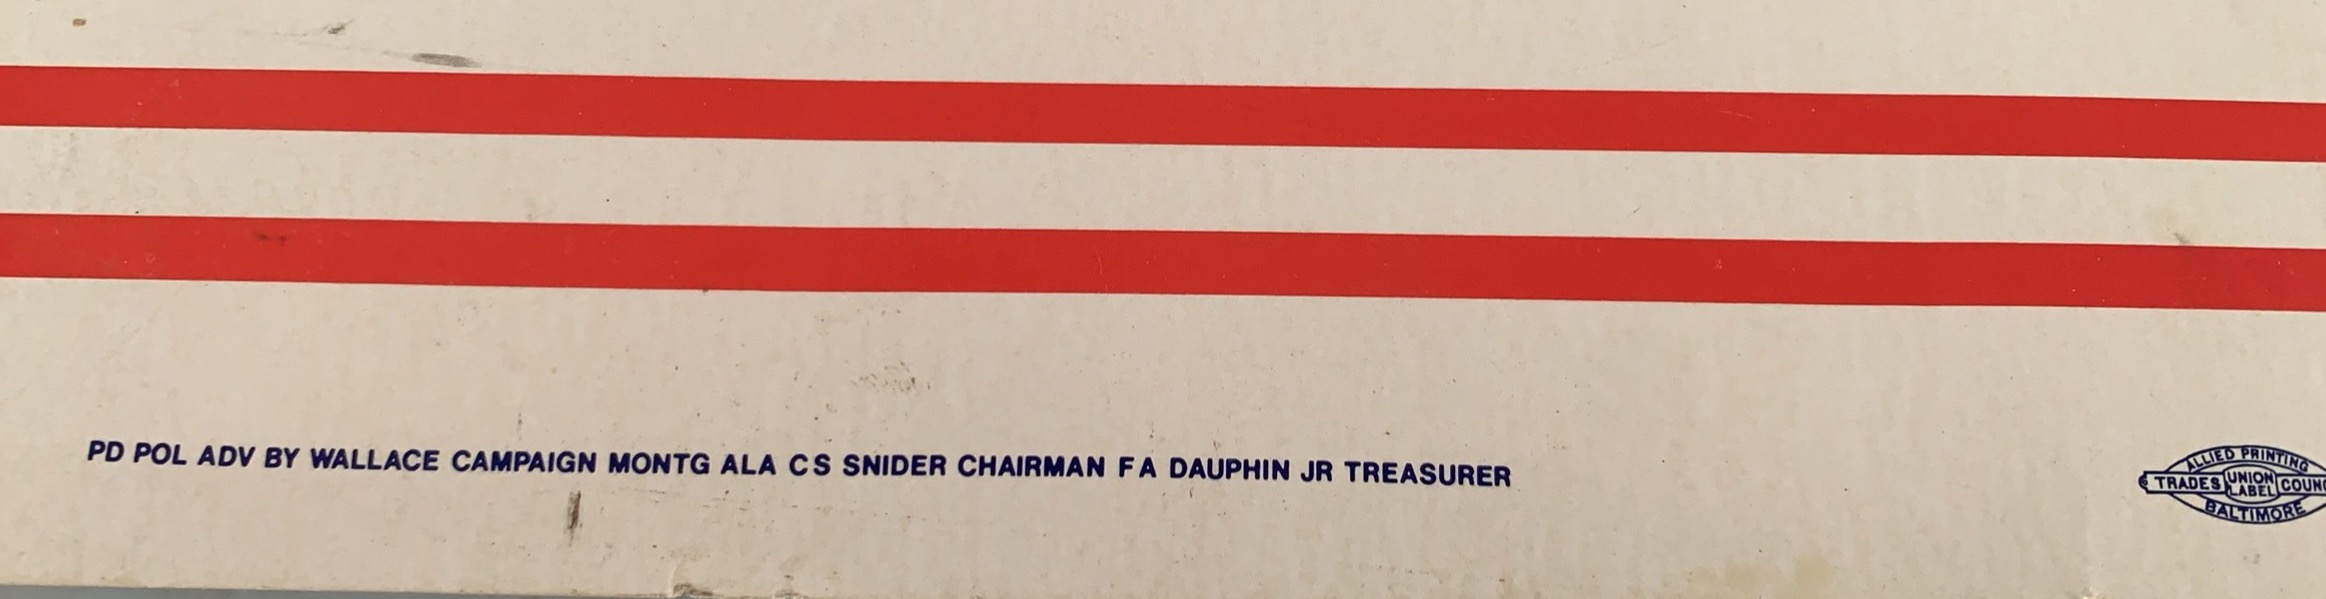 PD POL ADV BY WALLACE CAMPAIGN MONTG ALA C S SNIDER CHAIRMAN F A DAUPHIN JR TREASURER
ALLIED PRINTING
TRADES UNION LABEL COUNC
BALTIMORE